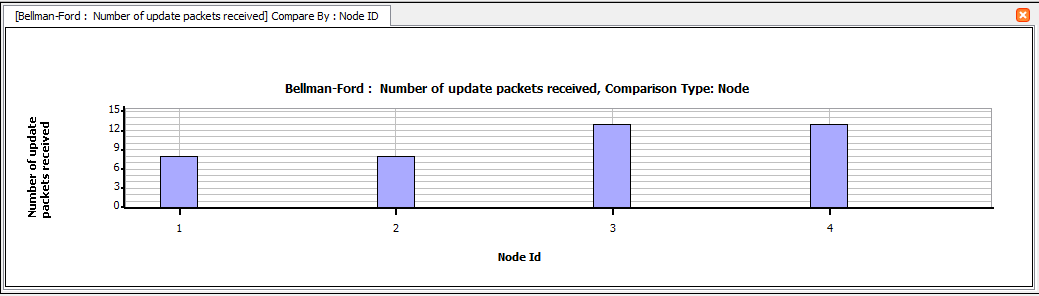 [Bellman-Ford :  Number of update packets received] Compare By : Node ID
Bellman-Ford :  Number of update packets received, Comparison Type: Node
Number of update
packets received
15
12
9
6
3
0
1 2 3 4
Node Id